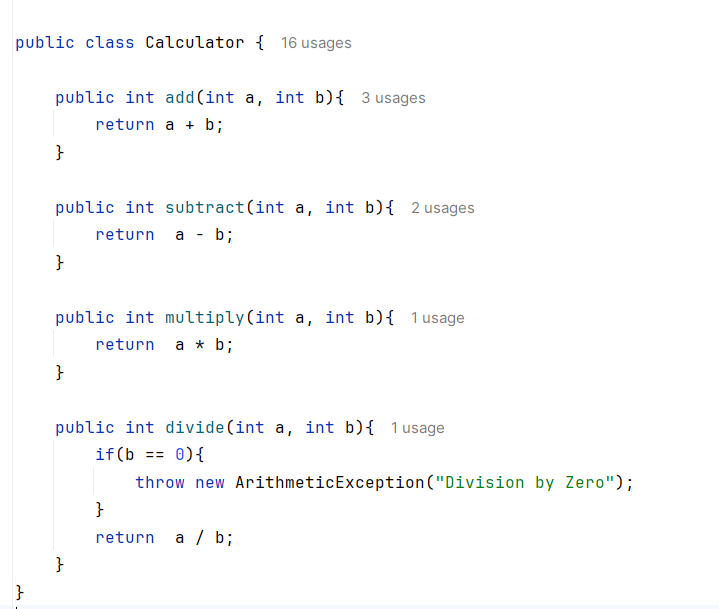 public class Calculator { 16 usages
public int add(int a, int b){ 3 usages
return a + b;
}
public int subtract(int a, int b){ 2 usages
return  a - b;
}
public int multiply(int a, int b){ 1 usage
return  a * b;
}
public int divide(int a, int b){ 1 usage
if(b == 0){
throw new ArithmeticException("Division by Zero");
}
return  a / b;
}
}